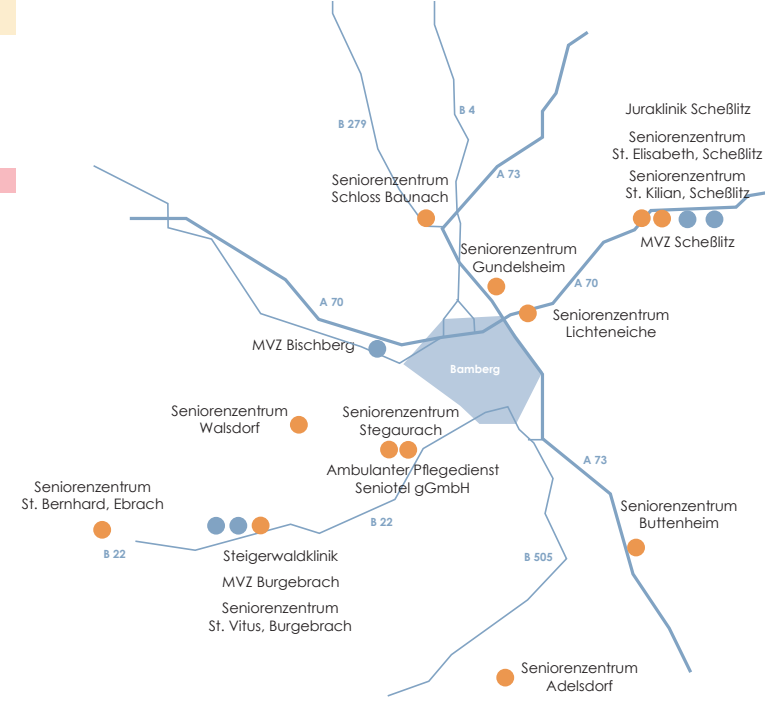 B 4
Juraklinik Scheßlitz
B 279
Seniorenzentrum
St. Elisabeth, Scheßlitz
Seniorenzentrum
Schloss Baunach
A 73
Seniorenzentrum
St. Kilian, Scheßlitz
MVZ Scheßlitz
Seniorenzentrum
Gundelsheim
A 70
A 70
Seniorenzentrum
Lichteneiche
MVZ Bischberg
Bamberg
Seniorenzentrum
Walsdorf
Seniorenzentrum
Stegaurach
Ambulanter Pflegedienst
Seniotel gGmbH
A 73
Seniorenzentrum
St. Bernhard, Ebrach
B 22
B 22
Seniorenzentrum
Buttenheim
Steigerwaldklinik
MVZ Burgebrach
Seniorenzentrum
St. Vitus, Burgebrach
B 505
Seniorenzentrum
Adelsdorf